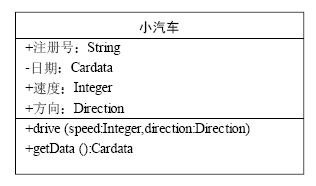 小汽车
+注册号：String
-日期：Cardata
+速度：Integer
+方向：Direction
+drive (speed:Integer,direction:Direction)
+getData ():Cardata